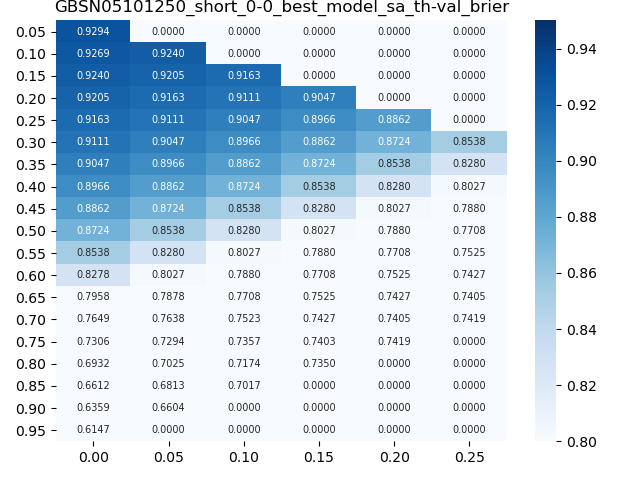 GBSN05101250_short_0-0_best_model_sa_th-val_brier
0.05 0.9294 0.0000 0.0000 0.0000 0.0000 0.0000
0.10 0.9269 0.9240 0.0000 0.0000 0.0000 0.0000
0.15 0.9240 0.9205 0.9163 0.0000 0.0000 0.0000
0.20 0.9205 0.9163 0.9111 0.9047 0.0000 0.0000
0.25 0.9163 0.9111 0.9047 0.8966 0.8862 0.0000
0.30 0.9111 0.9047 0.8966 0.8862 0.8724 0.8538
0.35 0.9047 0.8966 0.8862 0.8724 0.8538 0.8280
0.40 0.8966 0.8862 0.8724 0.8538 0.8280 0.8027
0.45 0.8862 0.8724 0.8538 0.8280 0.8027 0.7880
0.50 0.8724 0.8538 0.8280 0.8027 0.7880 0.7708
0.55 0.8538 0.8280 0.8027 0.7880 0.7708 0.7525
0.60 0.8278 0.8027 0.7880 0.7708 0.7525 0.7427
0.65 0.7958 0.7878 0.7708 0.7525 0.7427 0.7405
0.70 0.7649 0.7638 0.7523 0.7427 0.7405 0.7419
0.75 0.7306 0.7294 0.7357 0.7403 0.7419 0.0000
0.80 0.6932 0.7025 0.7174 0.7350 0.0000 0.0000
0.85 0.6612 0.6813 0.7017 0.0000 0.0000 0.0000
0.90 0.6359 0.6604 0.0000 0.0000 0.0000 0.0000
0.95 0.6147 0.0000 0.0000 0.0000 0.0000 0.0000
0.00 0.05 0.10 0.15 0.20 0.25
0.94
0.92
0.90
0.88
0.86
0.84
0.82
0.80